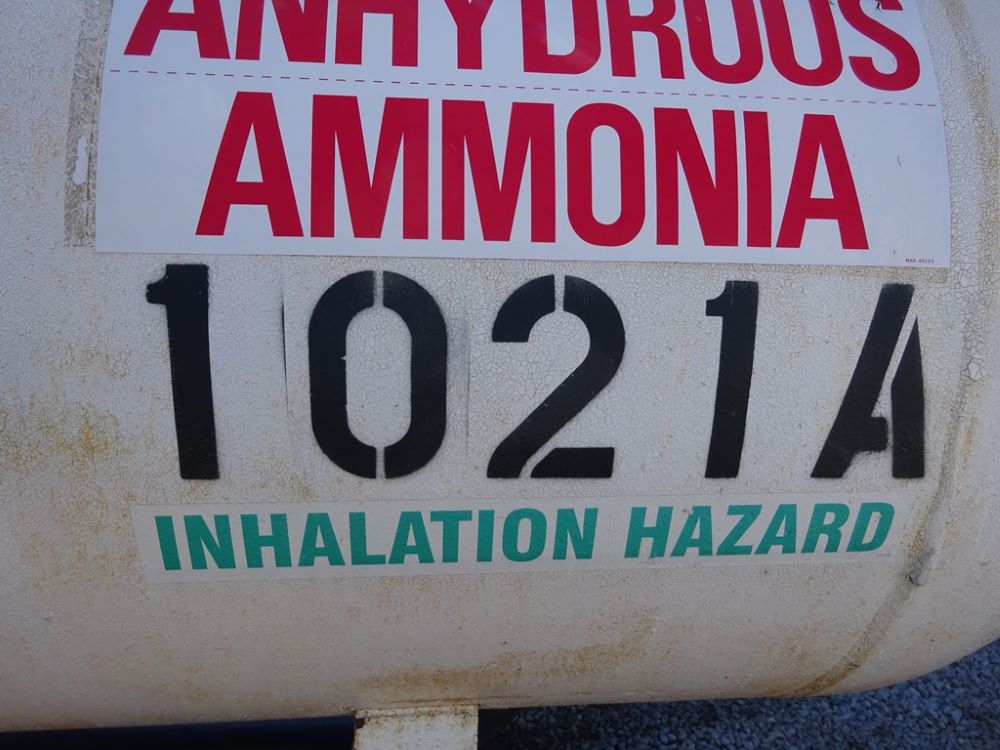 ANHYDROUS
AMMONIA
1021A
INHALATION HAZARD